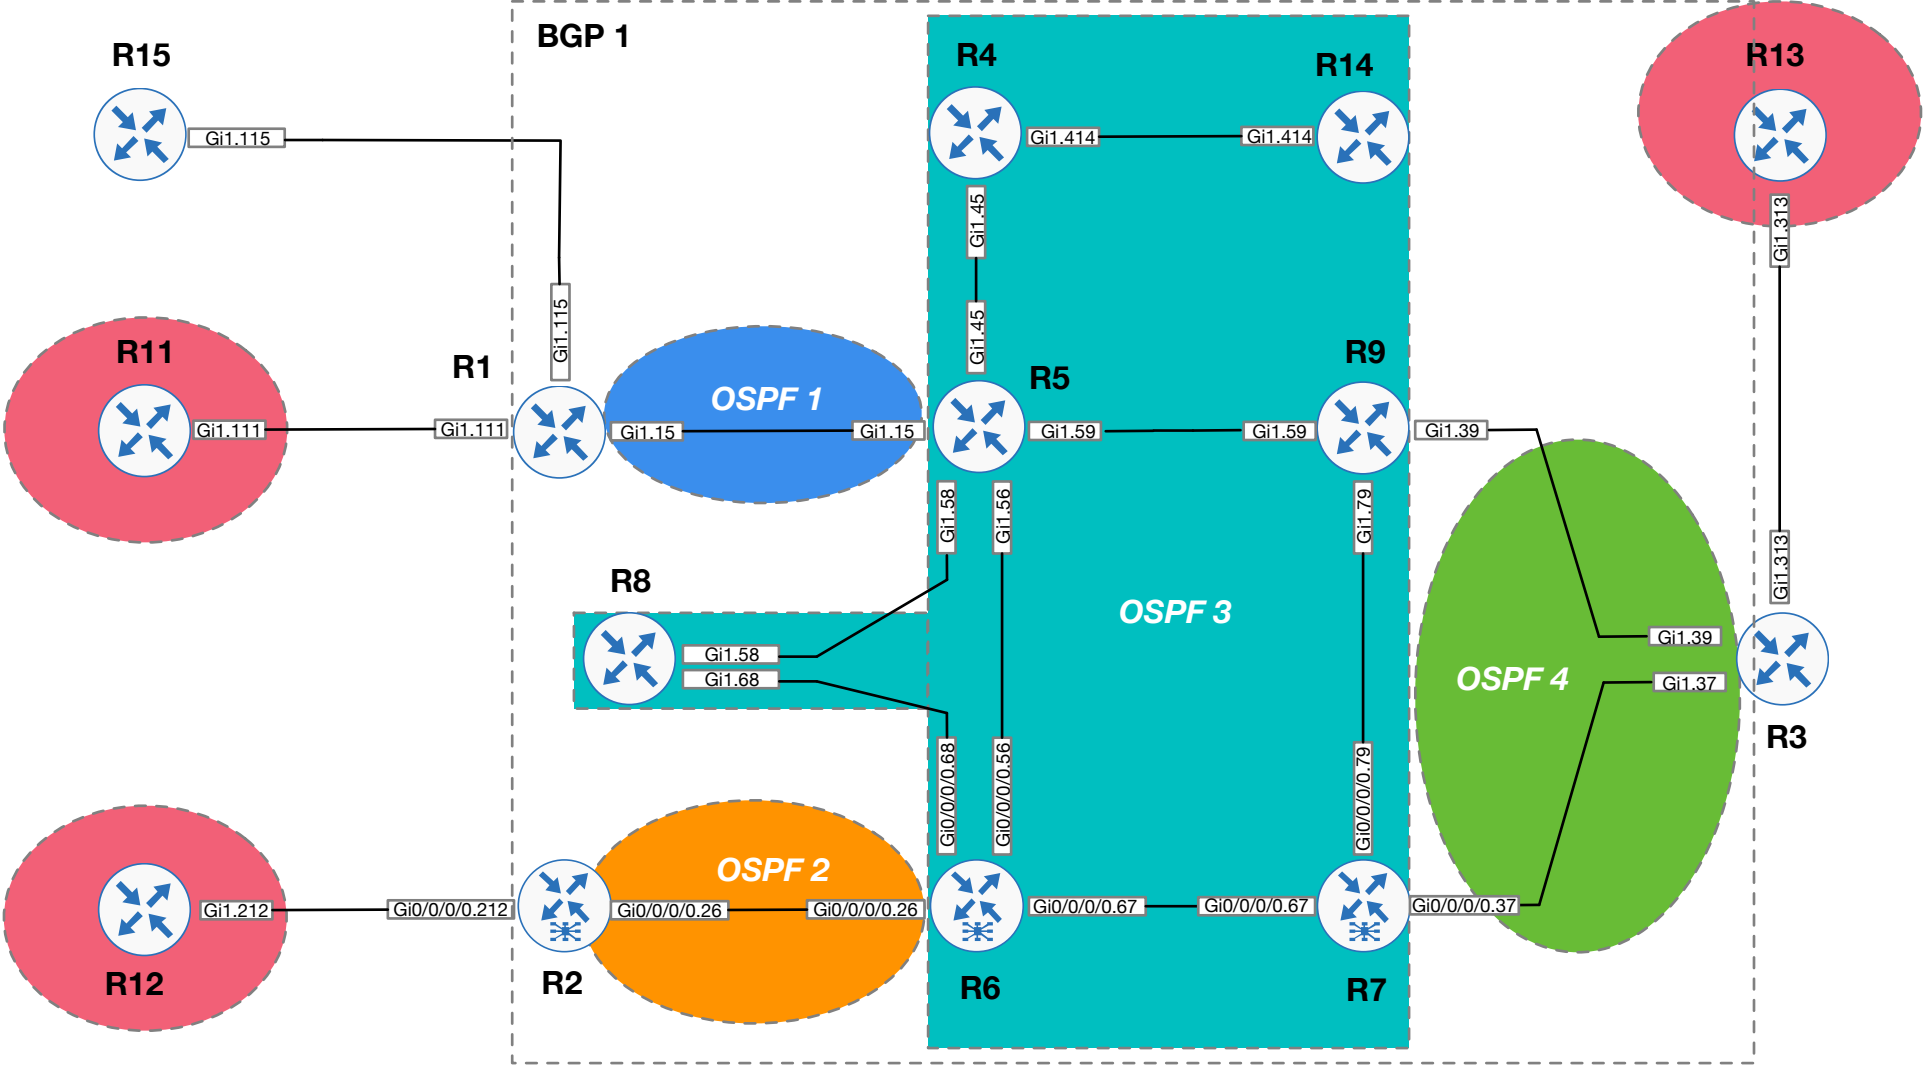 BGP 1
R15
R4
R14
R13
Gi1.115
Gi1.414
Gi1.414
Gi1.45
Gi1.313
Gi1.115
Gi1.45
R11
R1
OSPF 1
R5
R9
Gi1.111
Gi1.111
Gi1.15
Gi1.15
Gi1.59
Gi1.59
Gi1.39
Gi1.58
Gi1.56
Gi1.79
Gi1.313
R8
OSPF 3
Gi1.58
Gi1.68
Gi1.39
OSPF 4
Gi1.37
R3
Gi0/0/0/0.68
Gi0/0/0/0.56
Gi0/0/0/0.79
OSPF 2
Gi1.212
Gi0/0/0/0.212
Gi0/0/0/0.26
Gi0/0/0/0.26
Gi0/0/0/0.67
Gi0/0/0/0.67
Gi0/0/0/0.37
R12
R2
R6
R7